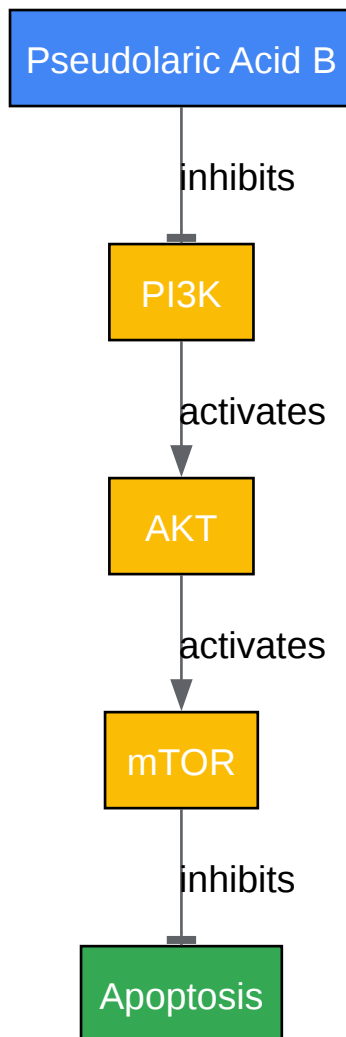 Pseudolaric Acid B
inhibits
PI3K
activates
AKT
activates
mTOR
inhibits
Apoptosis